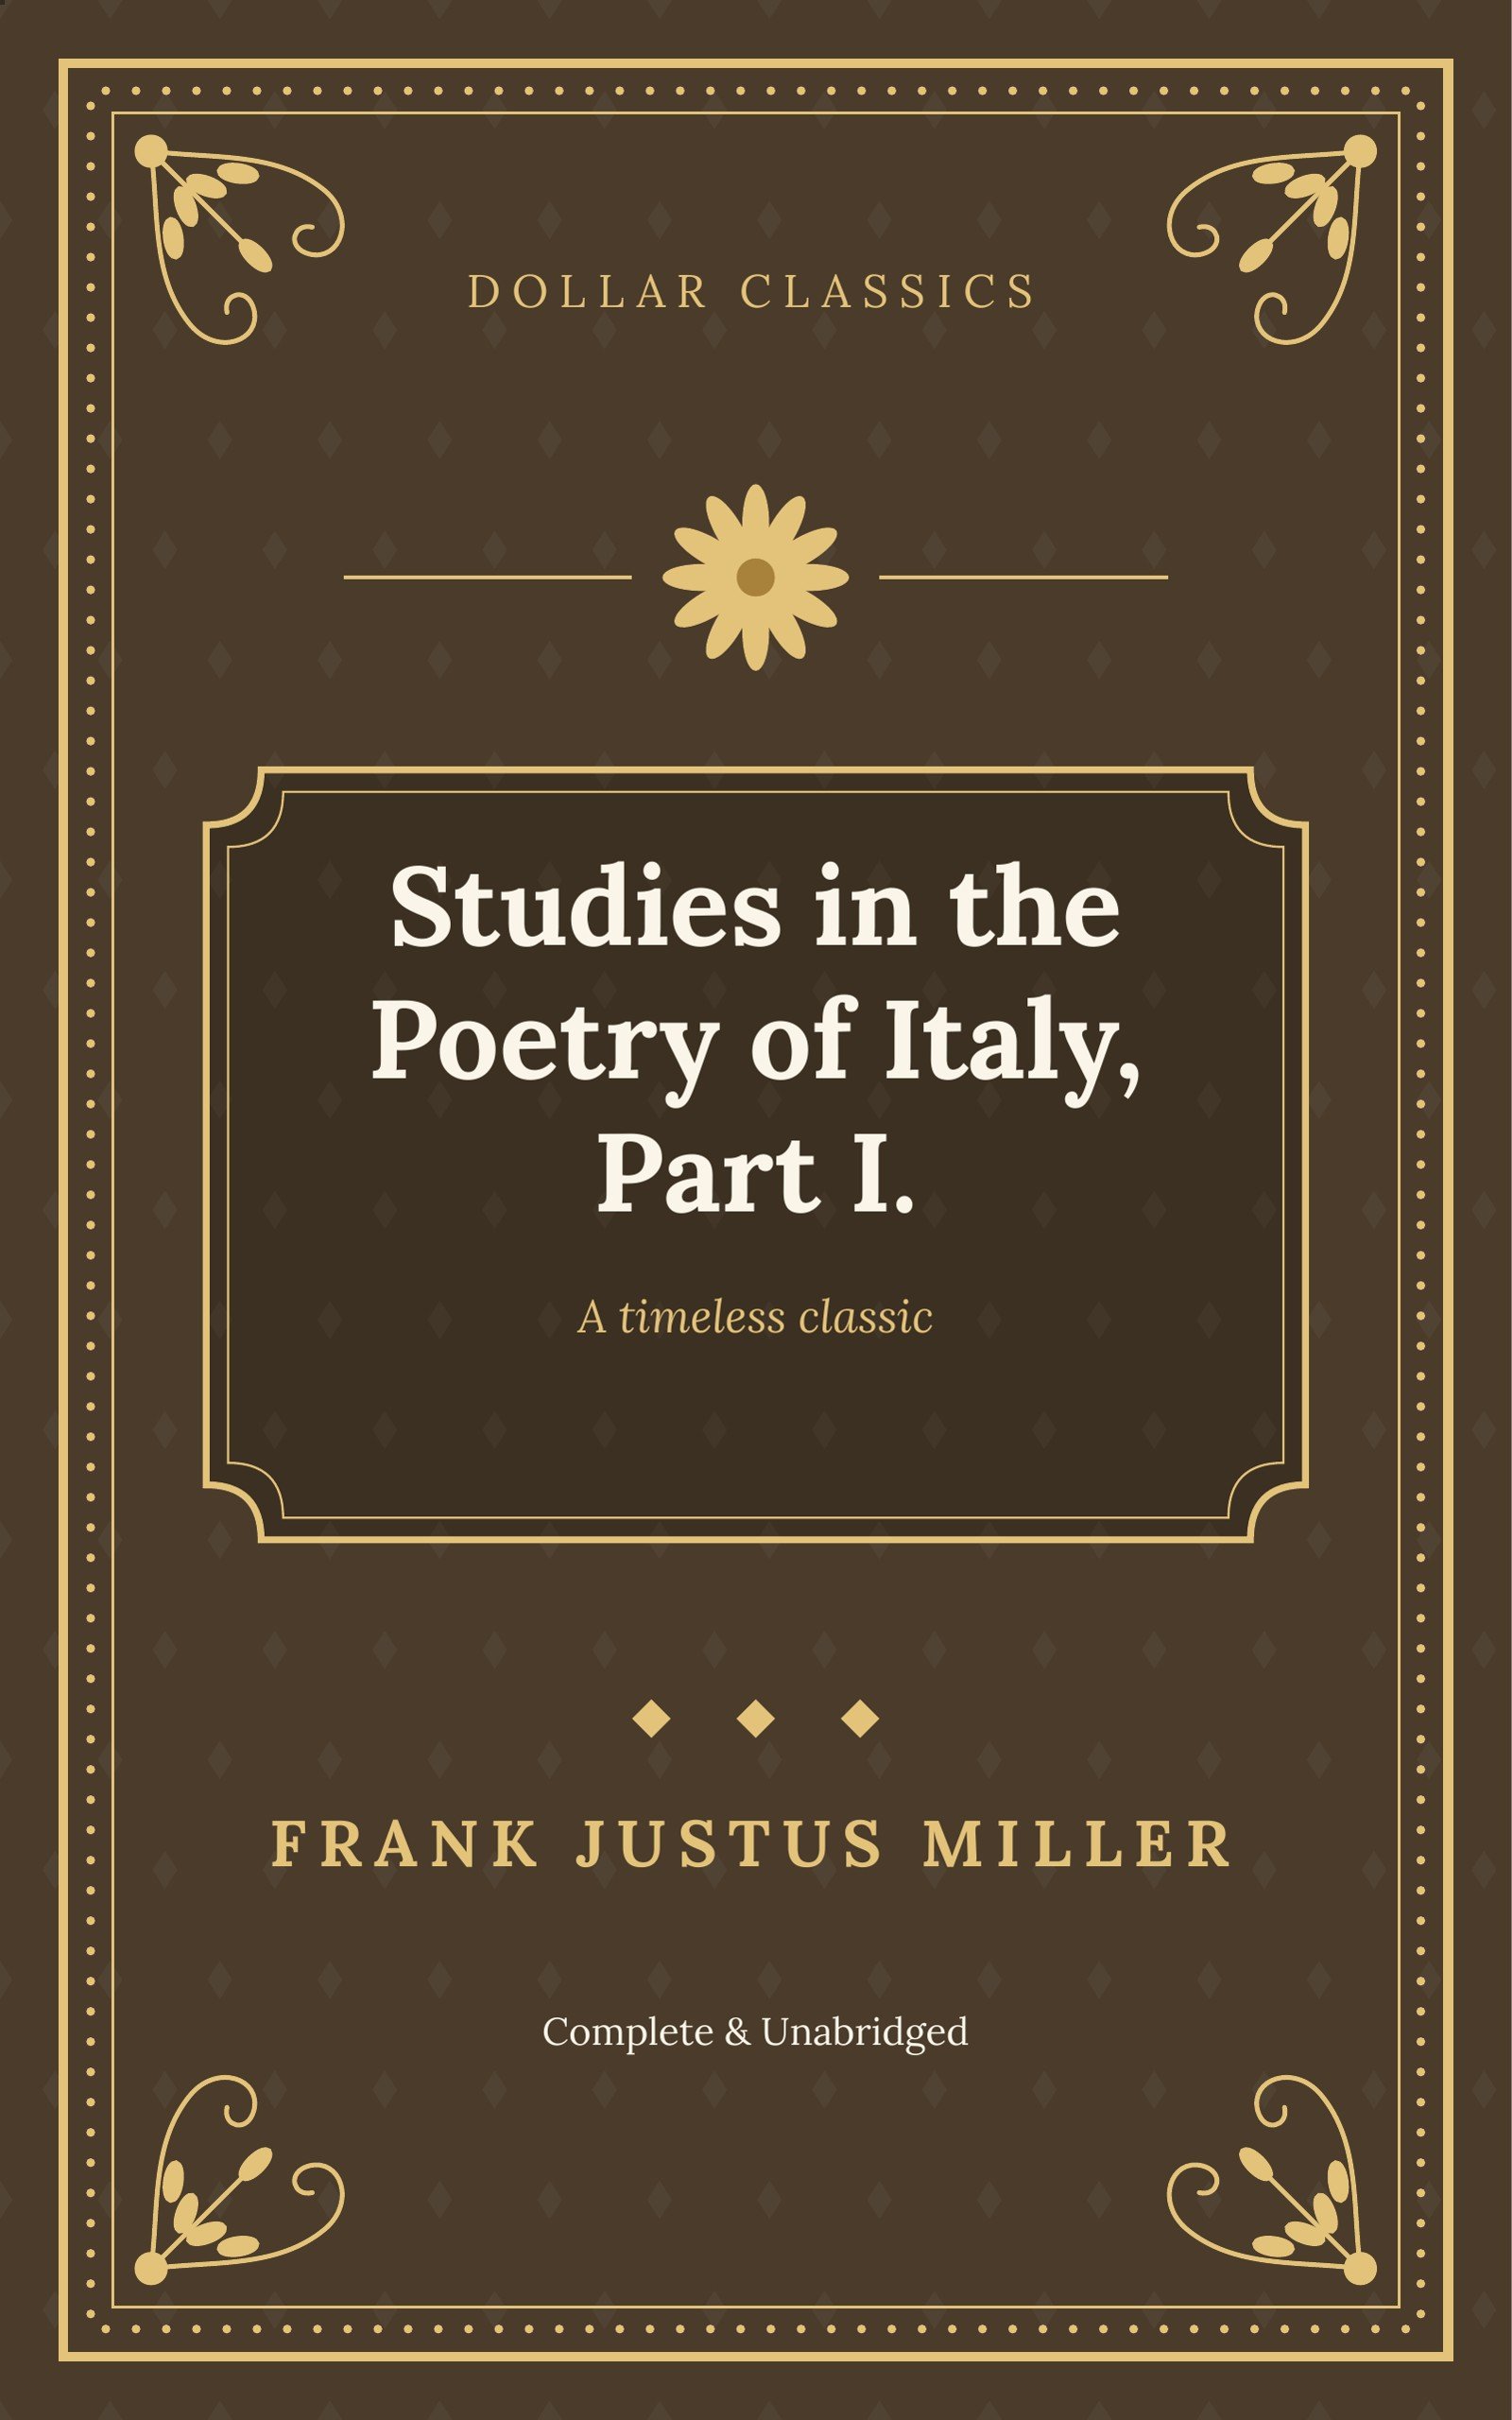 DOLLAR CLASSICS
Studies in the
Poetry of Italy,
Part I.
A timeless classic
FRANK JUSTUS MILLER
Complete & Unabridged